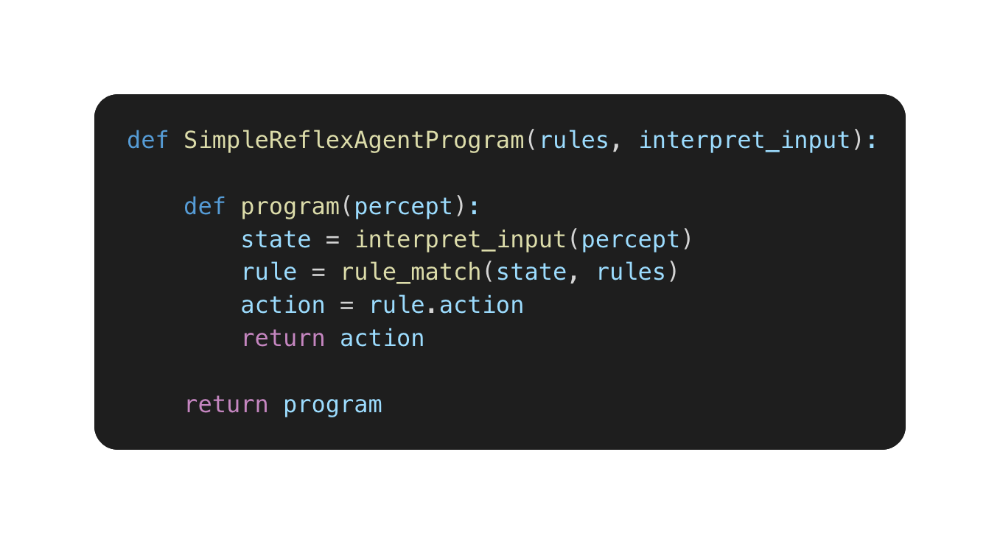 def SimpleReflexAgentProgram(rules, interpret_input):
    def program(percept):
        state = interpret_input(percept)
        rule = rule_match(state, rules)
        action = rule.action
        return action
    return program